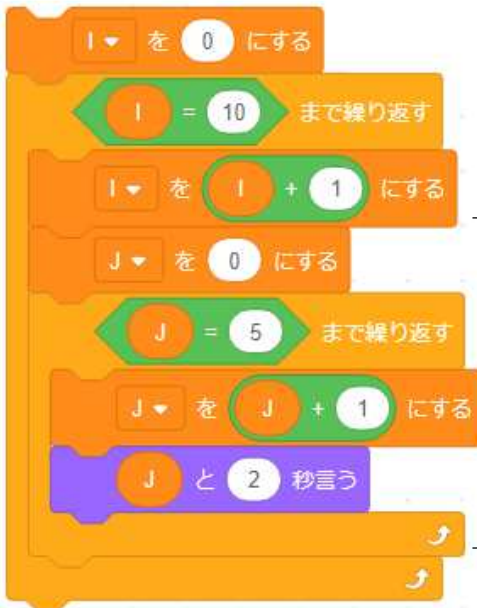 I を 0 にする
I = 10 まで繰り返す
I を I + 1 にする
J を 0 にする
J = 5 まで繰り返す
J を J + 1 にする
J と 2 秒言う